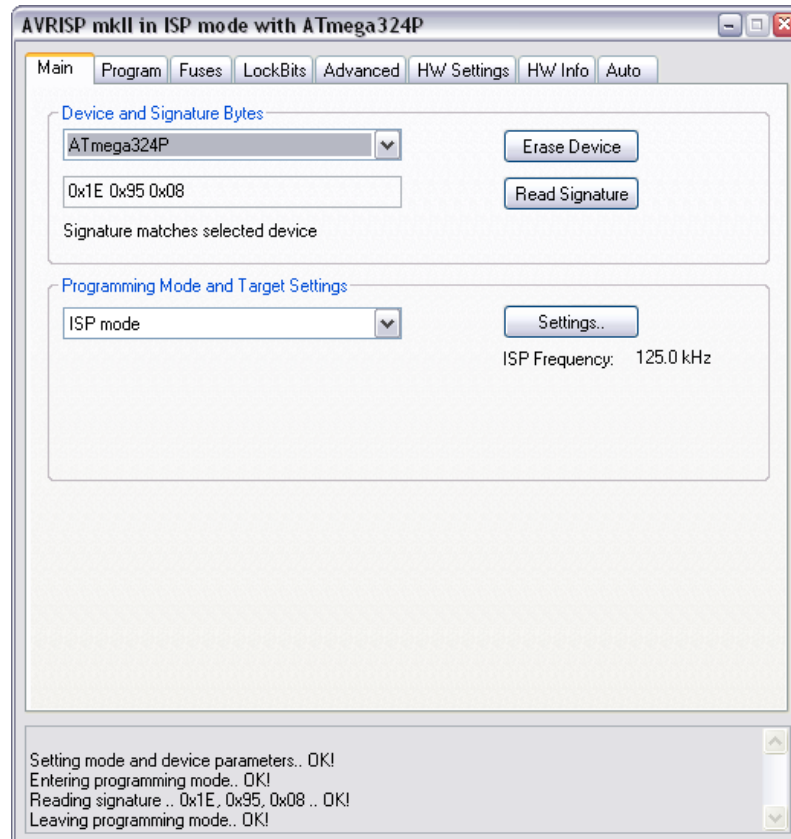 AVRISP mkII in ISP mode with ATmega324P
Main Program Fuses LockBits Advanced HW Settings HW Info Auto
Device and Signature Bytes
ATmega324P
Erase Device
0x1E 0x95 0x08
Read Signature
Signature matches selected device
Programming Mode and Target Settings
ISP mode
Settings..
ISP Frequency: 125.0 kHz
Setting mode and device parameters.. OK!
Entering programming mode.. OK!
Reading signature .. 0x1E, 0x95, 0x08 .. OK!
Leaving programming mode.. OK!